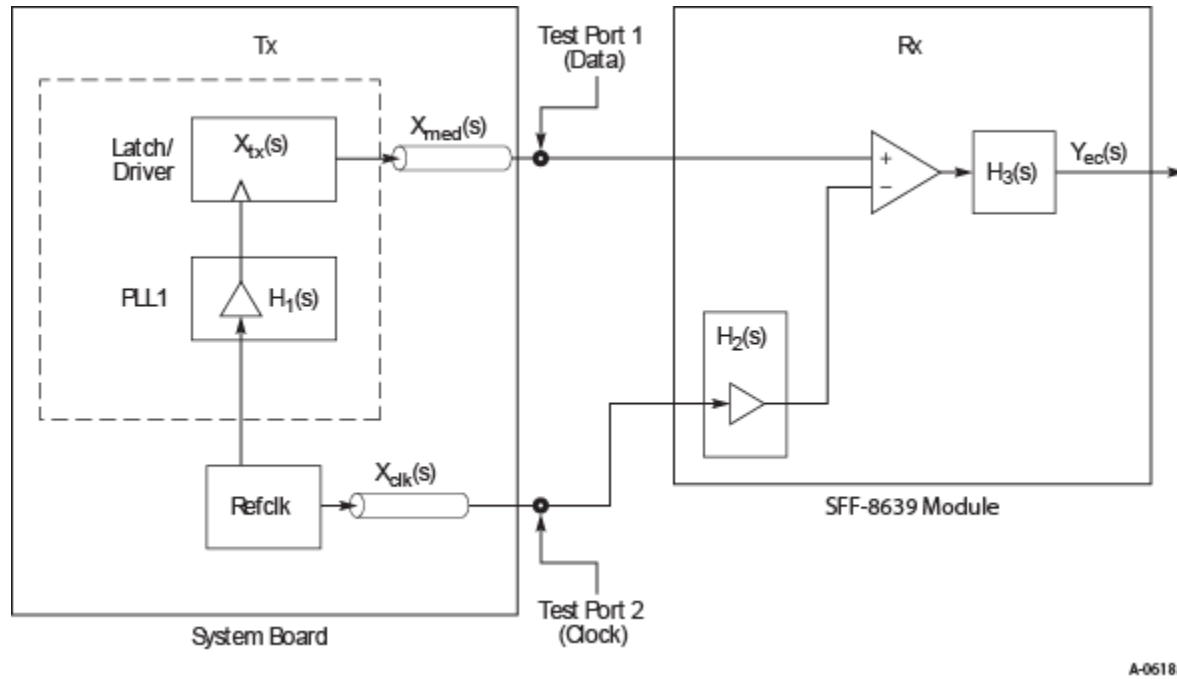 Tx
Test Port 1
(Data)
Rx
Latch/
Driver
Xtx(s)
Xmed(s)
+
−
H3(s)
Yec(s)
PLL1
H1(s)
H2(s)
Refclk
Xclk(s)
SFF-8639 Module
Test Port 2
(Clock)
System Board
A-0618